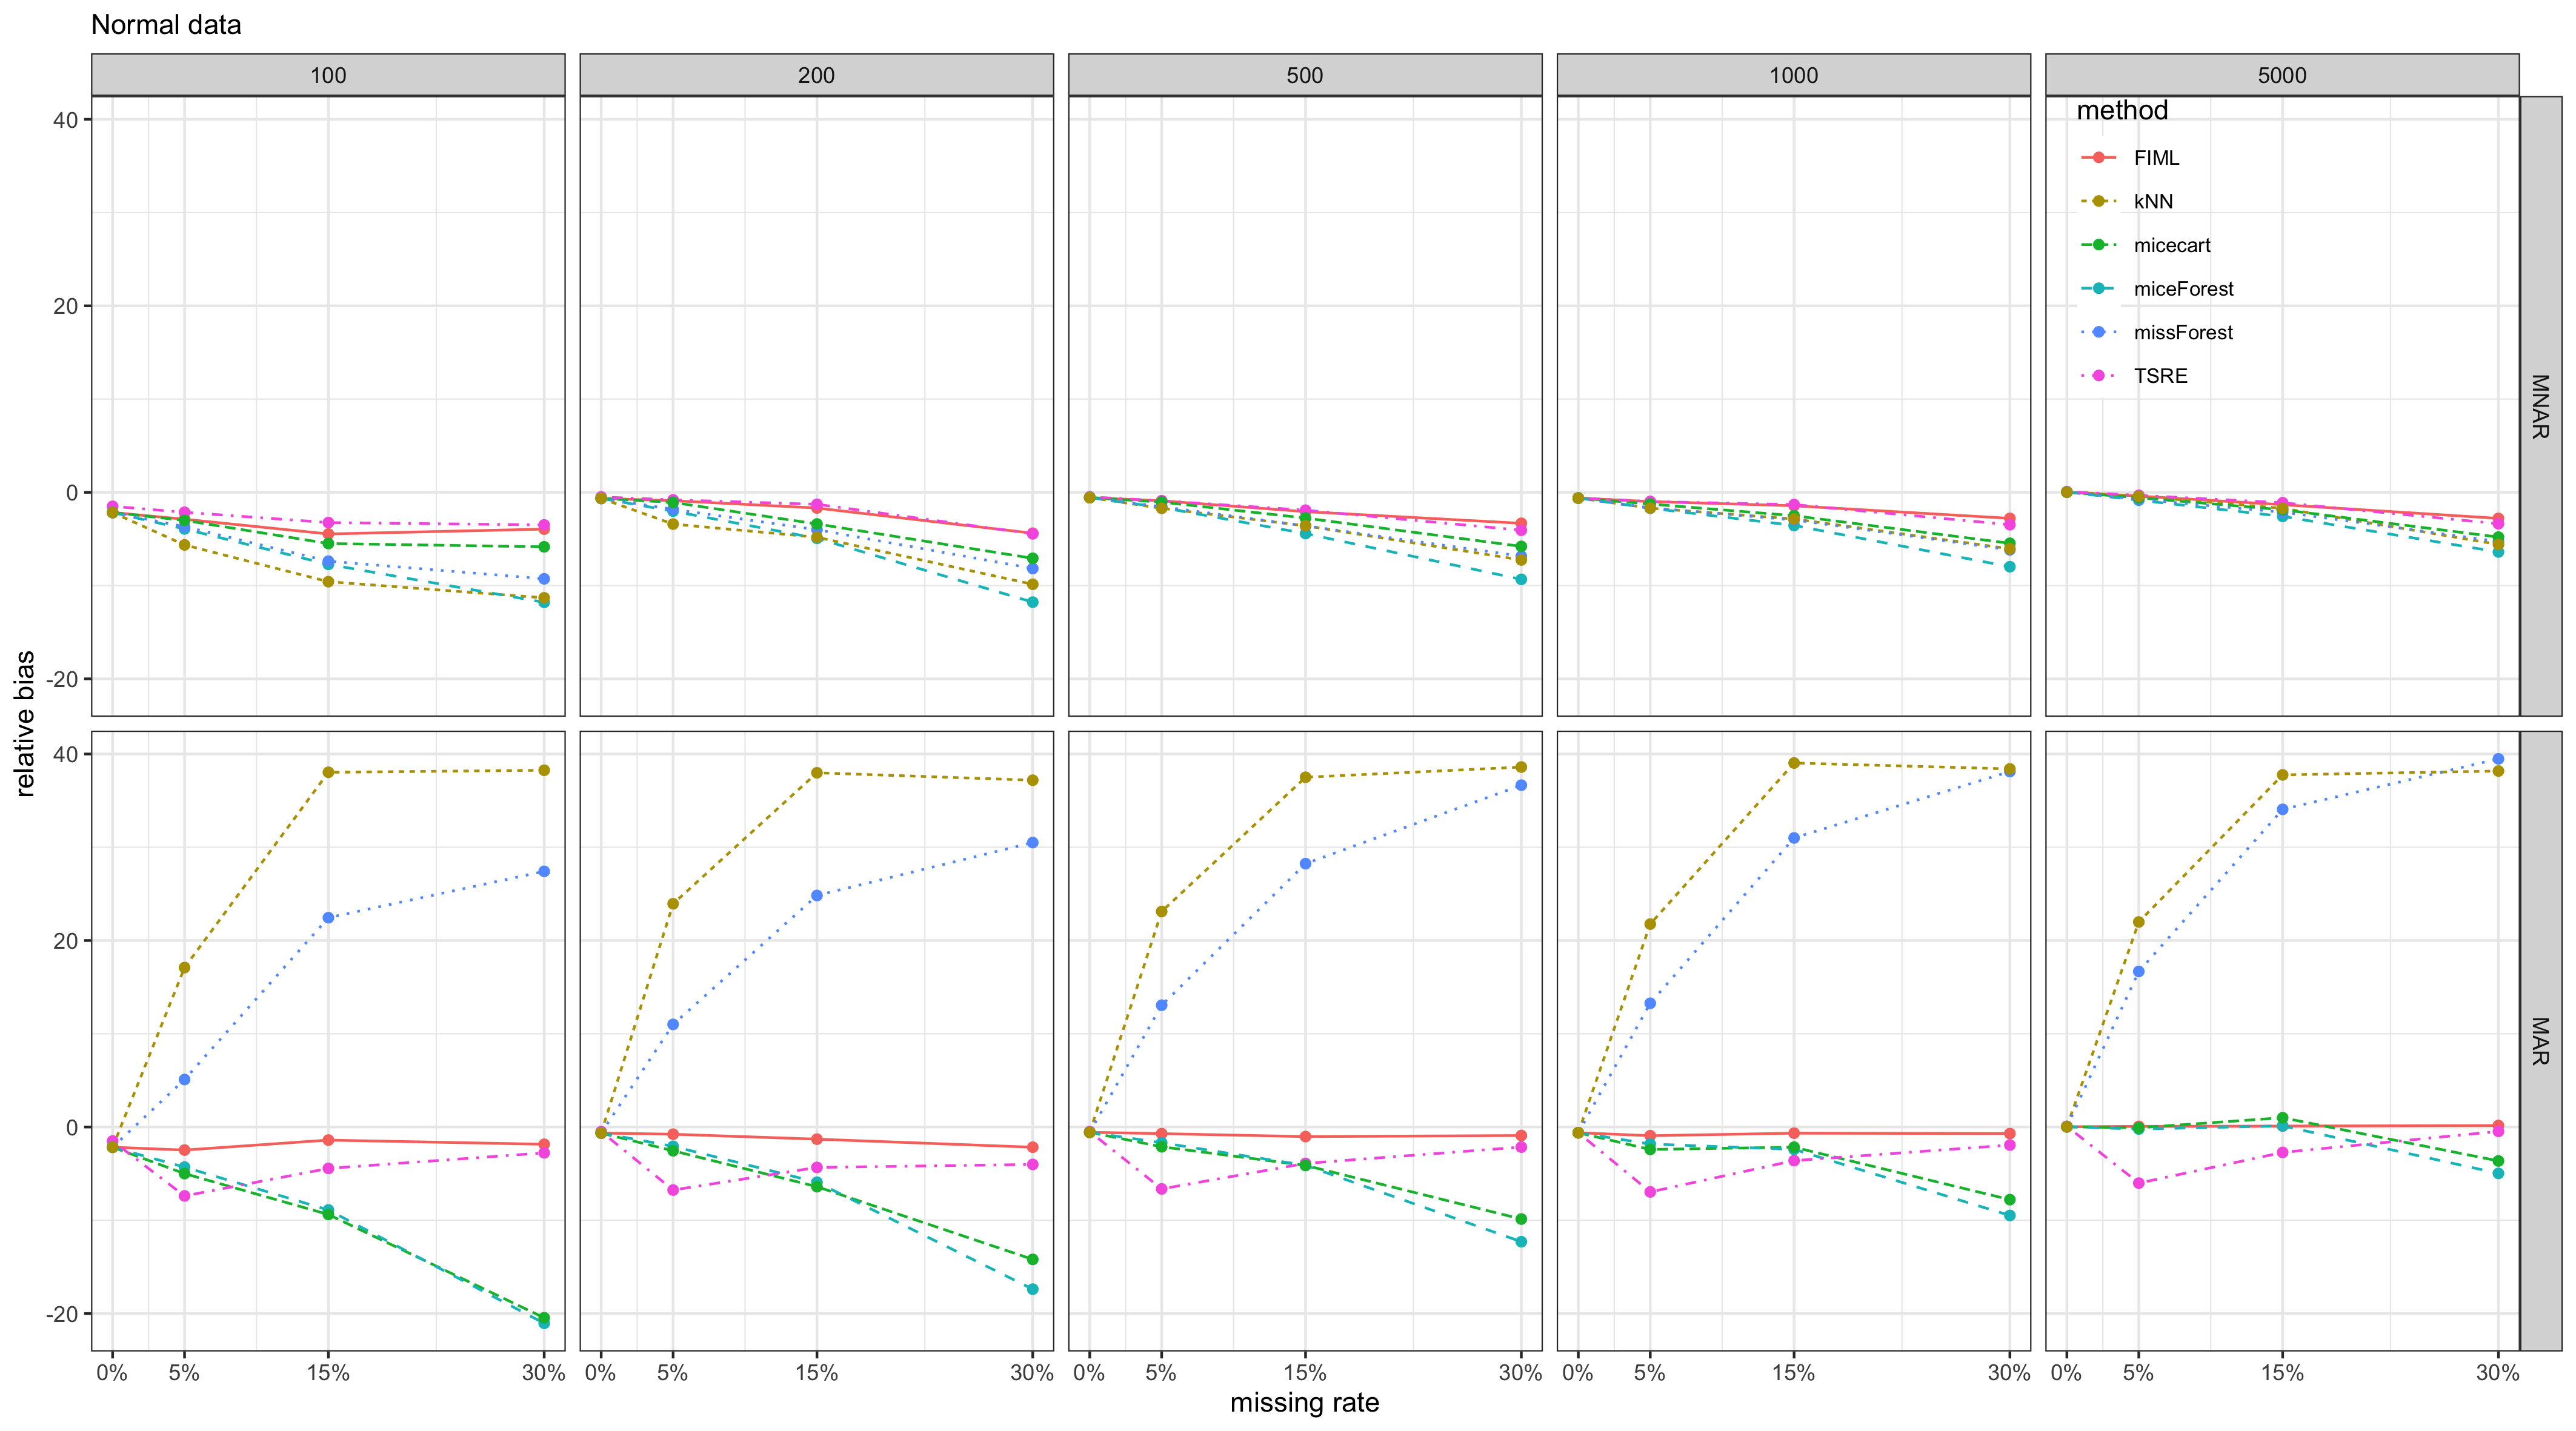 Normal data
100 200 500 1000 5000
method
FIML
kNN
micecart
miceForest
missForest
TSRE
40
20
0
-20
MNAR
relative bias
40
20
0
-20
MAR
0% 5% 15% 30% 0% 5% 15% 30% 0% 5% 15% 30% 0% 5% 15% 30% 0% 5% 15% 30%
missing rate